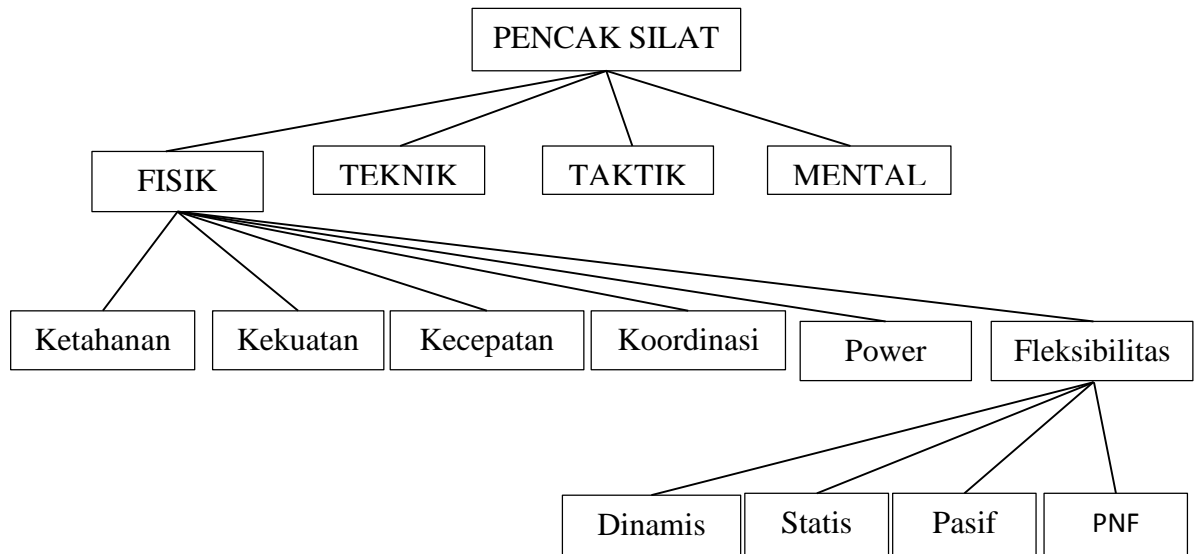 PENCAK SILAT
FISIK
TEKNIK
TAKTIK
MENTAL
Ketahanan
Kekuatan
Kecepatan
Koordinasi
Power
Fleksibilitas
Dinamis
Statis
Pasif
PNF